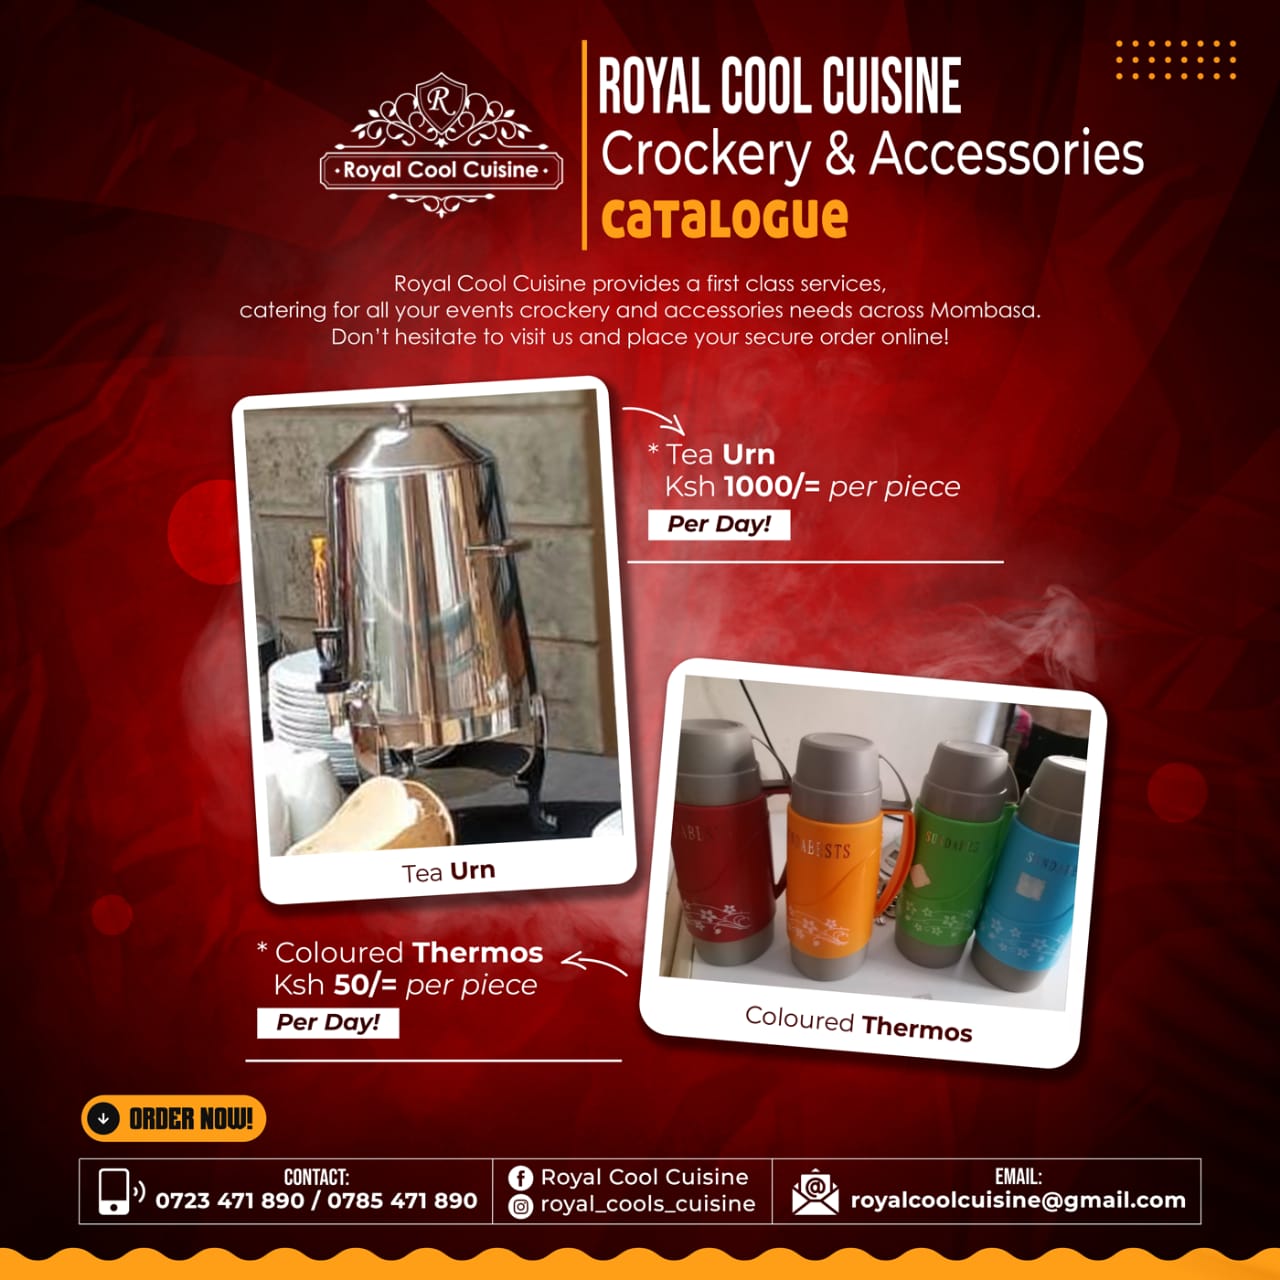 R
Royal Cool Cuisine
ROYAL COOL CUISINE
Crockery & Accessories
CATALOGUE
Royal Cool Cuisine provides a first class services,
catering for all your events crockery and accessories needs across Mombasa.
Don't hesitate to visit us and place your secure order online!
* Tea Urn
Ksh 1000/= per piece
Per Day!
Tea Urn
* Coloured Thermos
Ksh 50/= per piece
Per Day!
Coloured Thermos
ORDER NOW!
CONTACT:
0723 471 890 / 0785 471 890
Royal Cool Cuisine
royal_cools_cuisine
EMAIL:
royalcoolcuisine@gmail.com